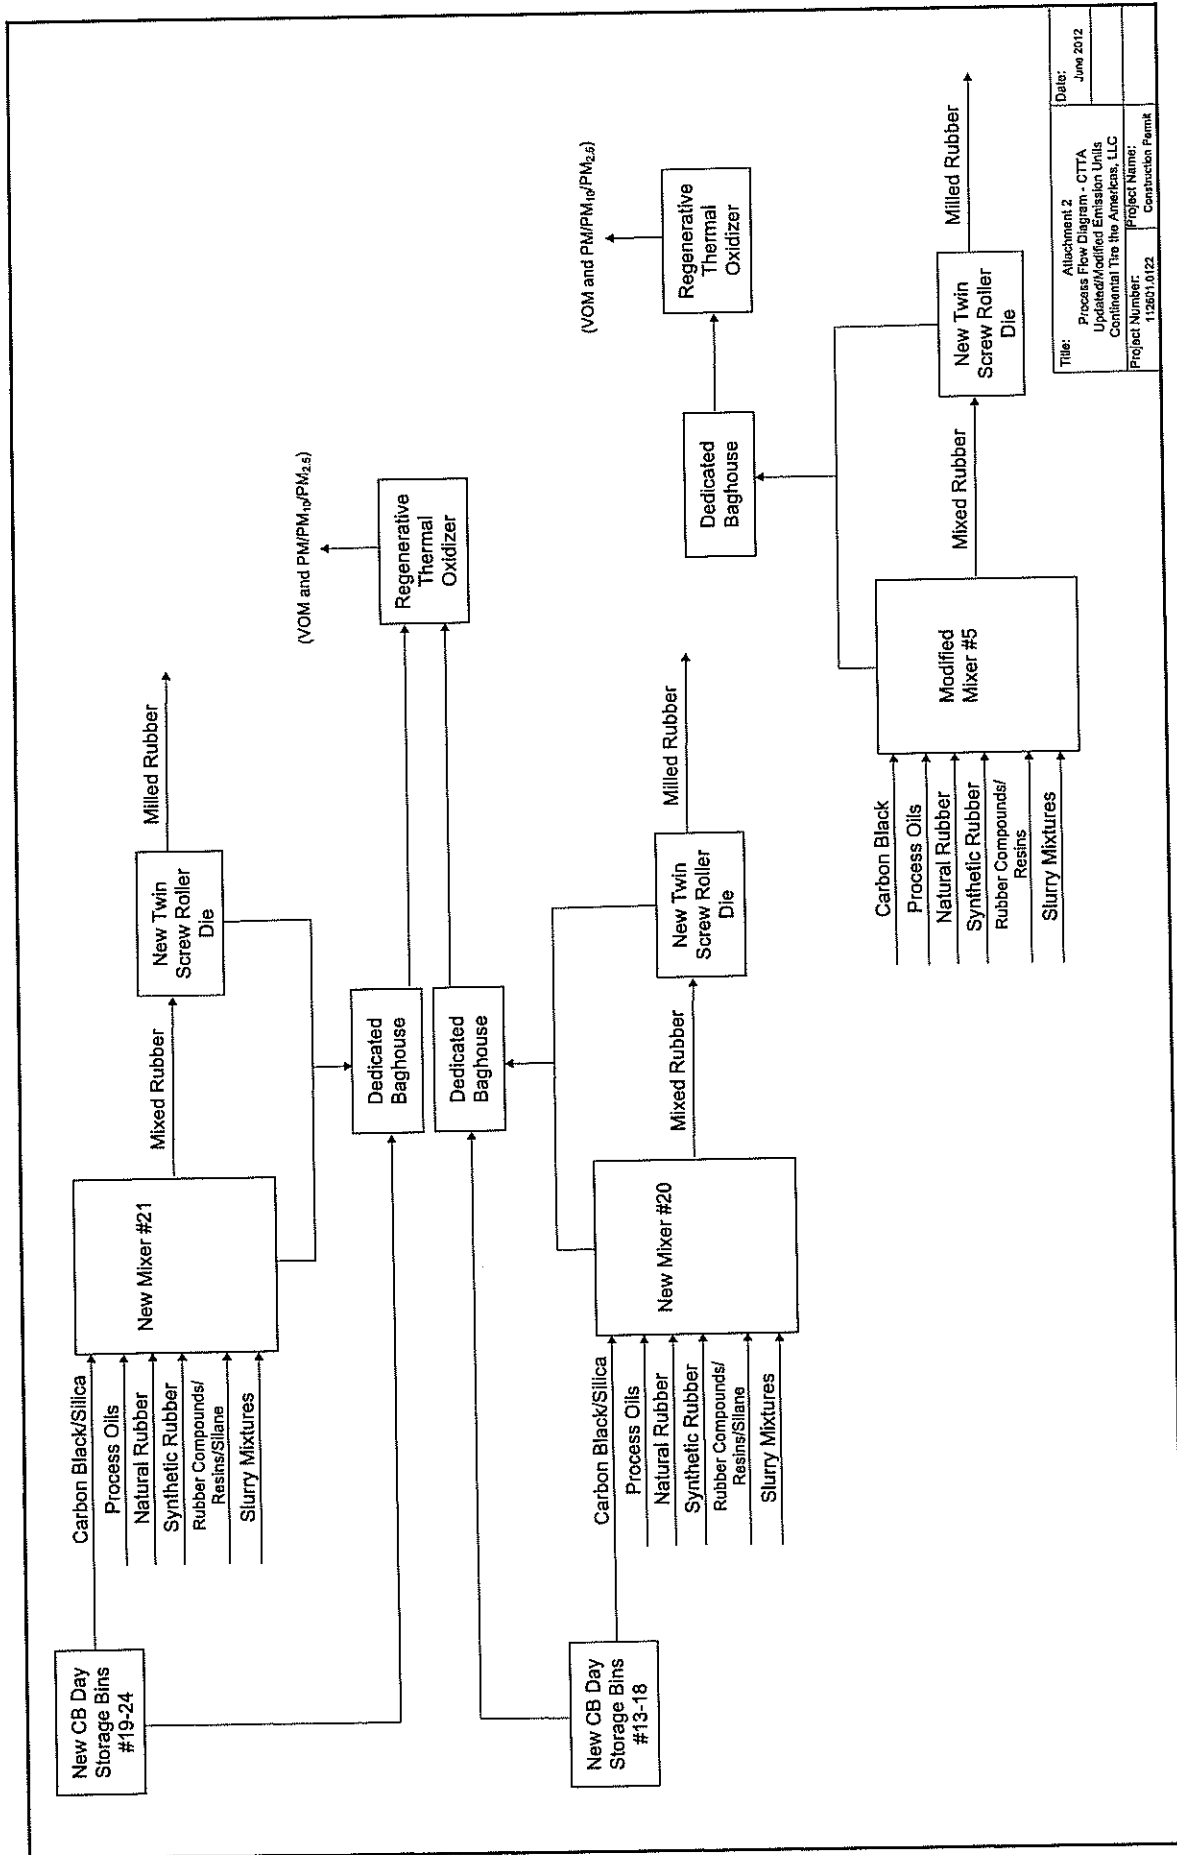 New CB Day
Storage Bins
#19-24
Carbon Black/Silica
Process Oils
Natural Rubber
Synthetic Rubber
Rubber Compounds/
Resins/Silane
Slurry Mixtures
New Mixer #21
Mixed Rubber
New Twin
Screw Roller
Die
Milled Rubber
Dedicated
Baghouse
Dedicated
Baghouse
Regenerative
Thermal
Oxidizer
(VOM and PM/PM10/PM2.5)
New CB Day
Storage Bins
#13-18
Carbon Black/Silica
Process Oils
Natural Rubber
Synthetic Rubber
Rubber Compounds/
Resins/Silane
Slurry Mixtures
New Mixer #20
Mixed Rubber
New Twin
Screw Roller
Die
Milled Rubber
Dedicated
Baghouse
Regenerative
Thermal
Oxidizer
(VOM and PM/PM10/PM2.5)
Carbon Black
Process Oils
Natural Rubber
Synthetic Rubber
Rubber Compounds/
Resins
Slurry Mixtures
Modified
Mixer #5
Mixed Rubber
New Twin
Screw Roller
Die
Milled Rubber
Title: Attachment 2
Process Flow Diagram - CTTA
Updated/Modified Emission Units
Continental Tire the Americas, LLC
Date:
June 2012
Project Number:
112601.0122
Project Name:
Construction Permit